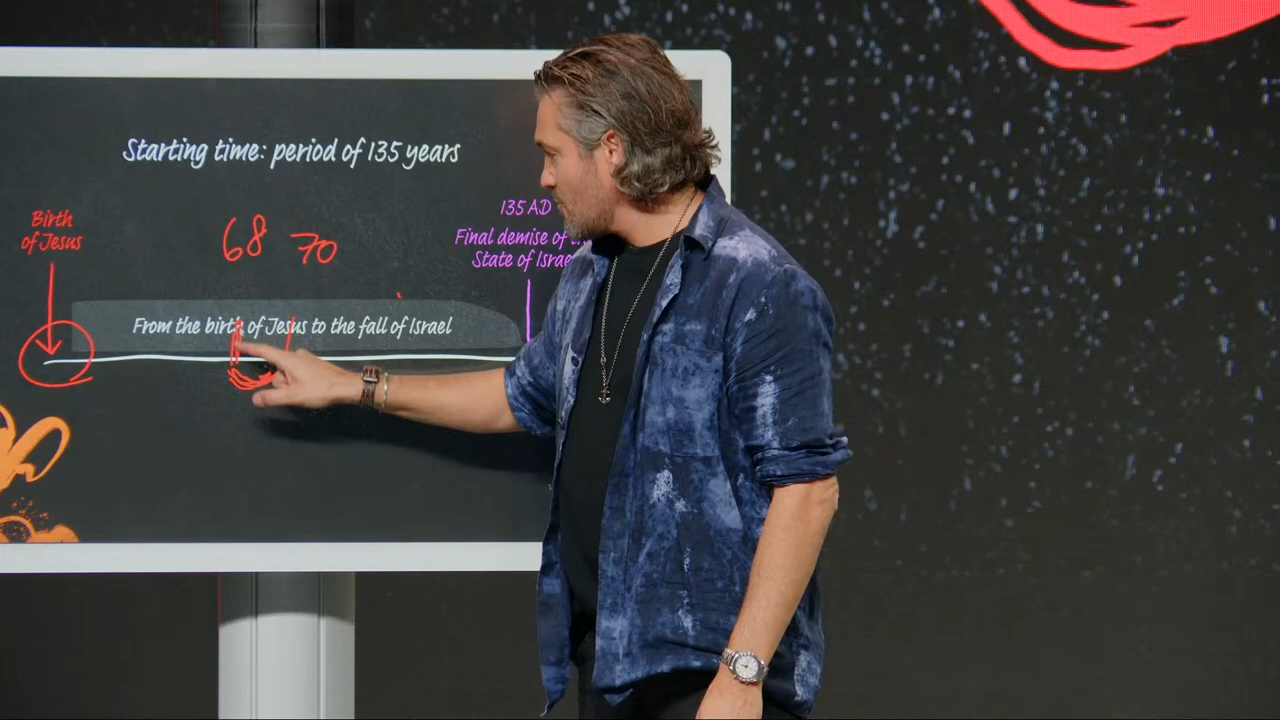 Starting time: period of 135 years
Birth
of Jesus
68 70
135 AD
Final demise of
State of
From the birth of Jesus to the fall of Israel